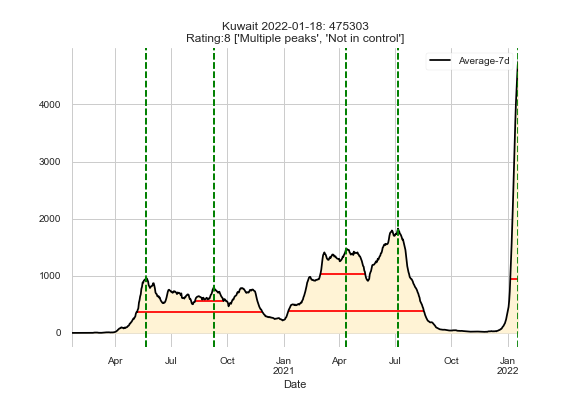 Kuwait 2022-01-18: 475303
Rating:8 ['Multiple peaks', 'Not in control']
Average-7d
4000
3000
2000
1000
0
Apr
Jul
Oct
Jan
2021
Apr
Jul
Oct
Jan
2022
Date